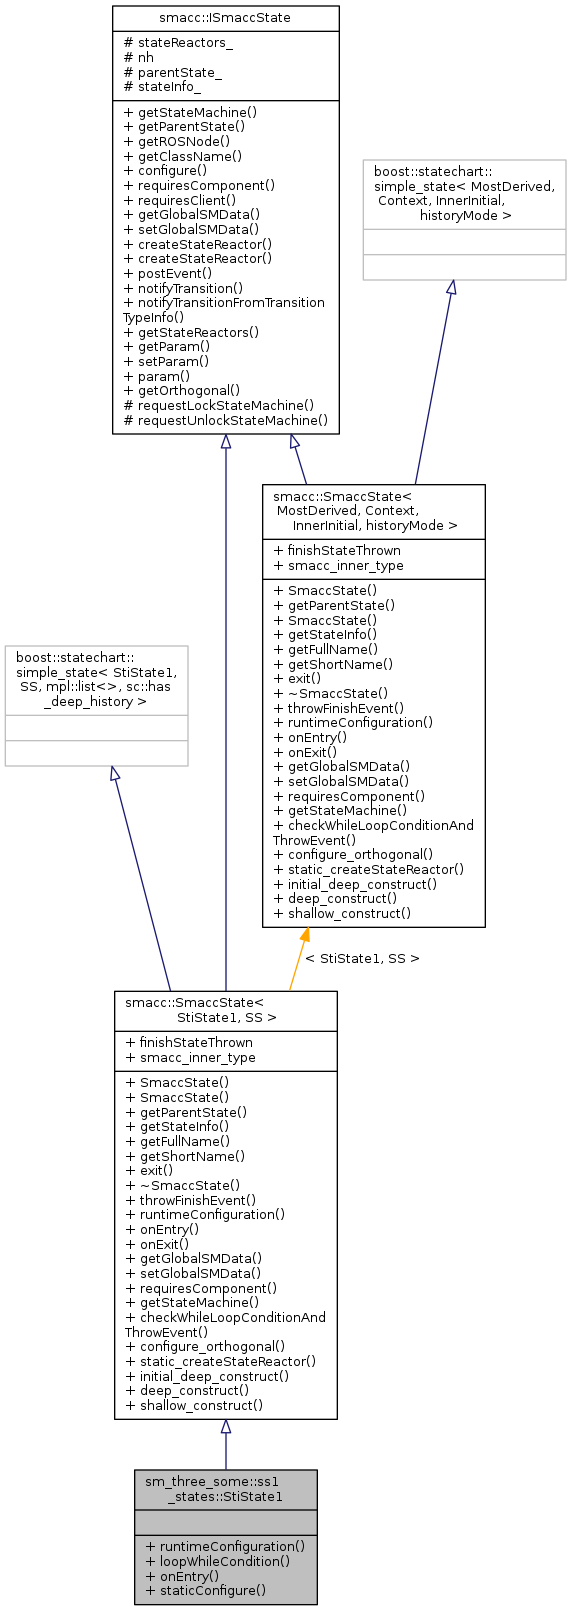 smacc::ISmaccState
# stateReactors_
# nh
# parentState_
# stateInfo_
+ getStateMachine()
+ getParentState()
+ getROSNode()
+ getClassName()
+ configure()
+ requiresComponent()
+ requiresClient()
+ getGlobalSMData()
+ setGlobalSMData()
+ createStateReactor()
+ createStateReactor()
+ postEvent()
+ notifyTransition()
+ notifyTransitionFromTransition
TypeInfo()
+ getStateReactors()
+ getParam()
+ setParam()
+ param()
+ getOrthogonal()
# requestLockStateMachine()
# requestUnlockStateMachine()
boost::statechart::
simple_state< MostDerived,
Context, InnerInitial,
historyMode >
smacc::SmaccState<
MostDerived, Context,
InnerInitial, historyMode >
+ finishStateThrown
+ smacc_inner_type
+ SmaccState()
+ getParentState()
+ SmaccState()
+ getStateInfo()
+ getFullName()
+ getShortName()
+ exit()
+ ~SmaccState()
+ throwFinishEvent()
+ runtimeConfiguration()
+ onEntry()
+ onExit()
+ getGlobalSMData()
+ setGlobalSMData()
+ requiresComponent()
+ getStateMachine()
+ checkWhileLoopConditionAnd
ThrowEvent()
+ configure_orthogonal()
+ static_createStateReactor()
+ initial_deep_construct()
+ deep_construct()
+ shallow_construct()
boost::statechart::
simple_state< StiState1,
SS, mpl::list<>, sc::has
_deep_history >
< StiState1, SS >
smacc::SmaccState<
StiState1, SS >
+ finishStateThrown
+ smacc_inner_type
+ SmaccState()
+ SmaccState()
+ getParentState()
+ getStateInfo()
+ getFullName()
+ getShortName()
+ exit()
+ ~SmaccState()
+ throwFinishEvent()
+ runtimeConfiguration()
+ onEntry()
+ onExit()
+ getGlobalSMData()
+ setGlobalSMData()
+ requiresComponent()
+ getStateMachine()
+ checkWhileLoopConditionAnd
ThrowEvent()
+ configure_orthogonal()
+ static_createStateReactor()
+ initial_deep_construct()
+ deep_construct()
+ shallow_construct()
sm_three_some::ss1
_states::StiState1
+ runtimeConfiguration()
+ loopWhileCondition()
+ onEntry()
+ staticConfigure()